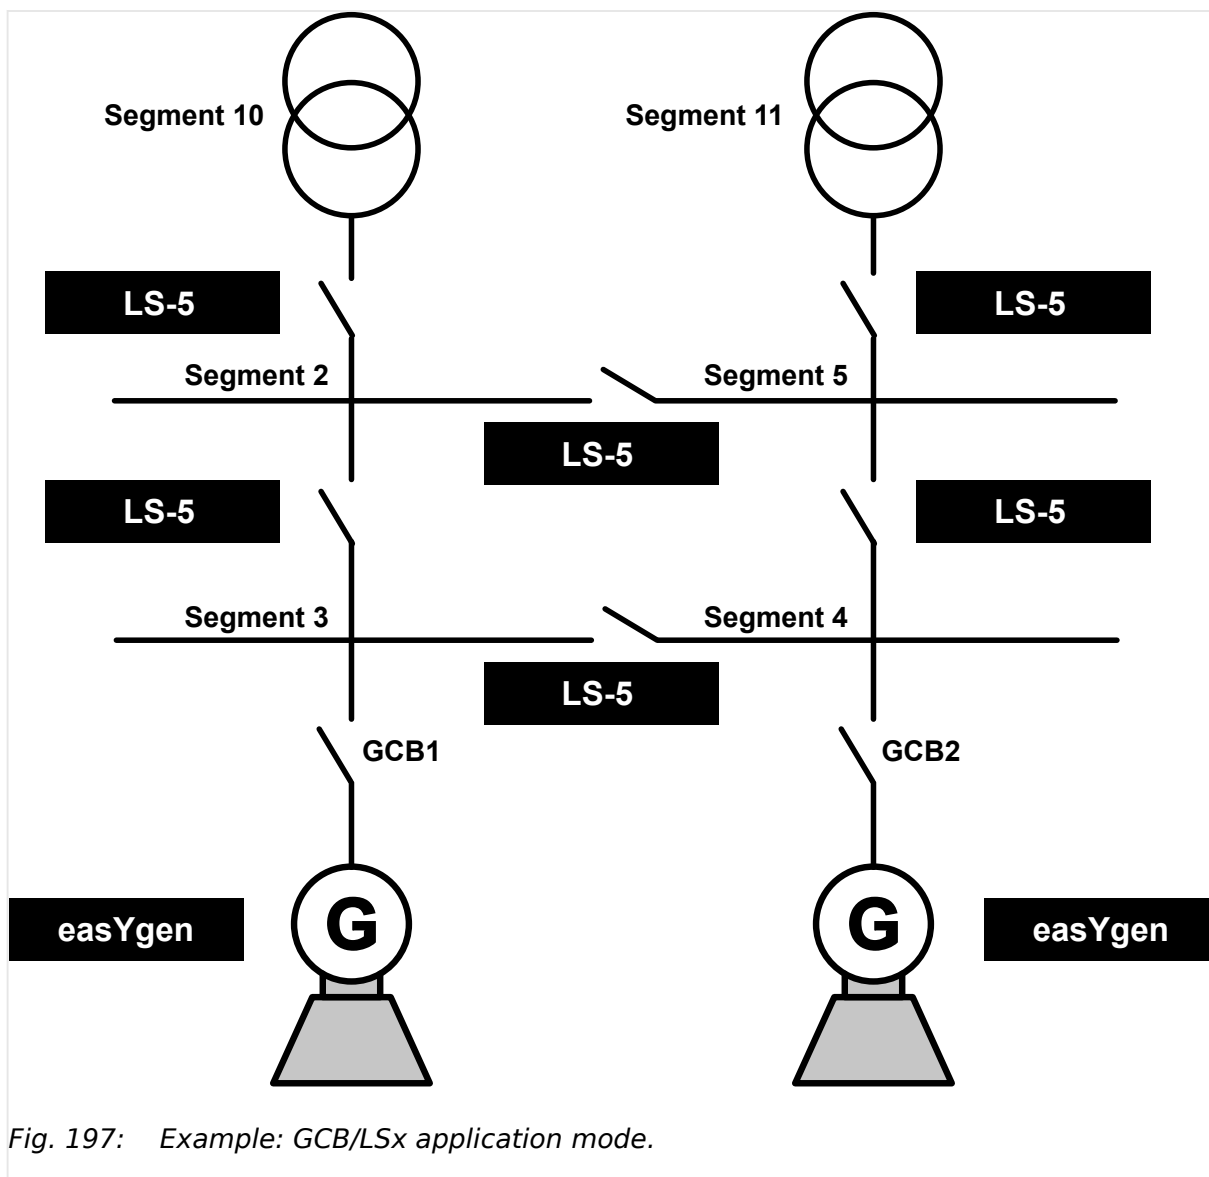 Segment 10
Segment 11
LS-5
LS-5
Segment 2
Segment 5
LS-5
LS-5
LS-5
Segment 3
Segment 4
LS-5
GCB1
GCB2
G
G
easYgen
easYgen
Fig. 197: Example: GCB/LSx application mode.